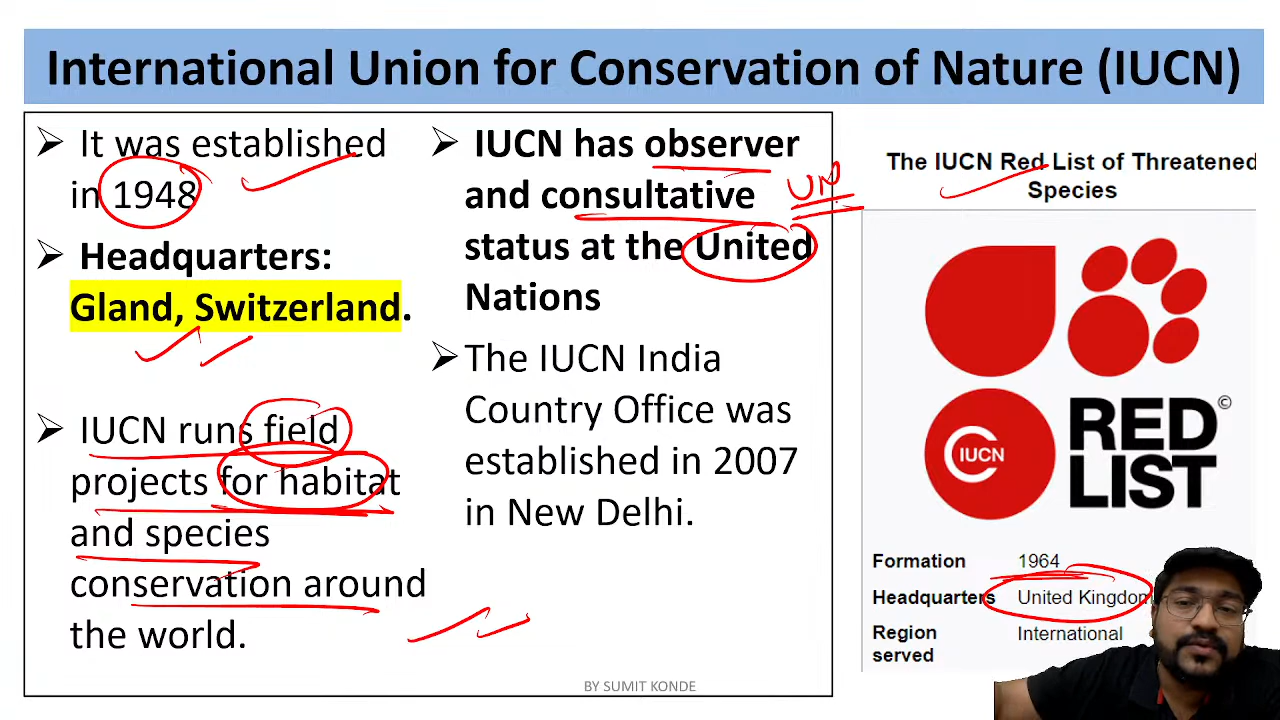 International Union for Conservation of Nature (IUCN)
➢ It was established
in 1948
➢ Headquarters:
Gland, Switzerland.
➢ IUCN runs field
projects for habitat
and species
conservation around
the world.
➢ IUCN has observer
and consultative
UN
status at the United
Nations
➢ The IUCN India
Country Office was
established in 2007
in New Delhi.
The IUCN Red List of Threatened
Species
IUCN
RED
LIST
©
Formation 1964
Headquarters United Kingdom
Region International
served
BY SUMIT KONDE